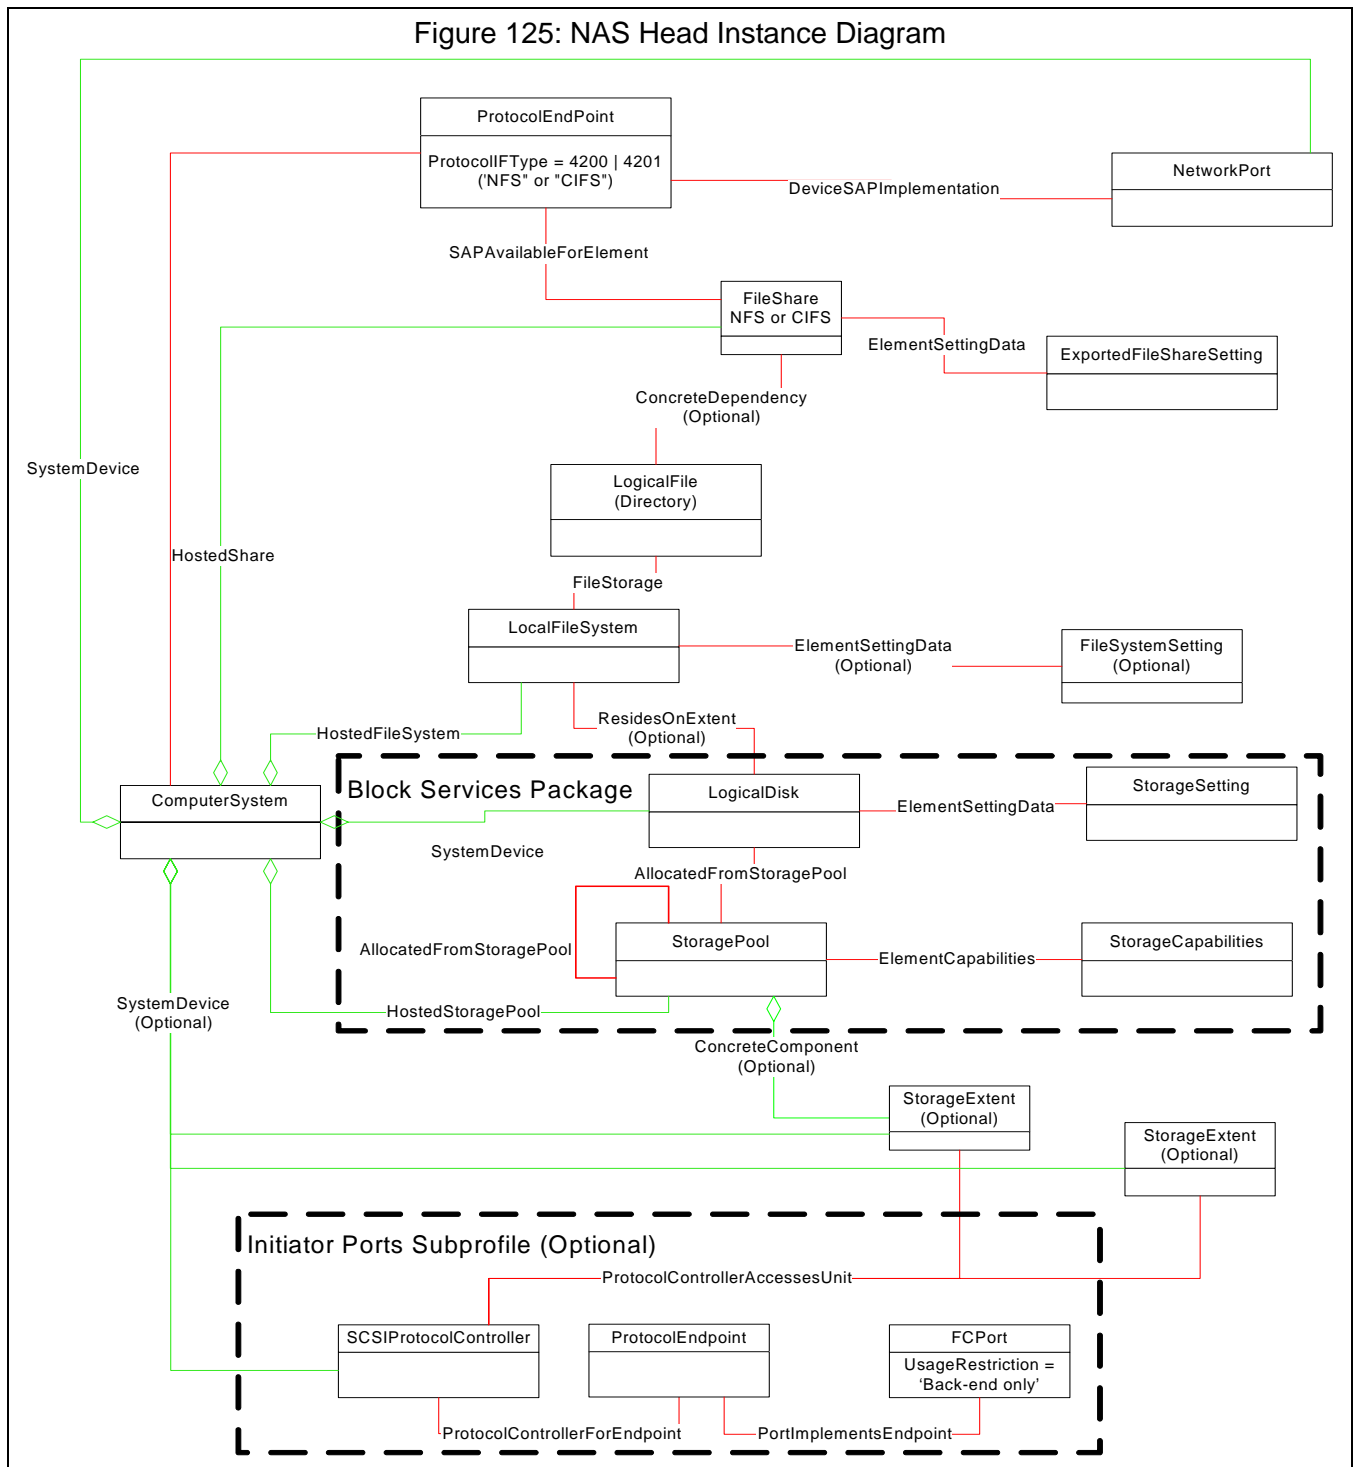 Figure 125: NAS Head Instance Diagram
ProtocolEndPoint
ProtocolIFType = 4200 | 4201
('NFS" or "CIFS")
DeviceSAPImplementation
NetworkPort
SAPAvailableForElement
FileShare
NFS or CIFS
ElementSettingData
ExportedFileShareSetting
ConcreteDependency
(Optional)
SystemDevice
LogicalFile
(Directory)
HostedShare
FileStorage
LocalFileSystem
ElementSettingData
(Optional)
FileSystemSetting
(Optional)
ResidesOnExtent
(Optional)
HostedFileSystem
Block Services Package
ComputerSystem
LogicalDisk
StorageSetting
ElementSettingData
SystemDevice
AllocatedFromStoragePool
AllocatedFromStoragePool
StoragePool
ElementCapabilities
StorageCapabilities
SystemDevice
(Optional)
HostedStoragePool
ConcreteComponent
(Optional)
StorageExtent
(Optional)
StorageExtent
(Optional)
Initiator Ports Subprofile (Optional)
ProtocolControllerAccessesUnit
SCSIProtocolController
ProtocolEndpoint
FCPort
UsageRestriction =
‘Back-end only’
ProtocolControllerForEndpoint
PortImplementsEndpoint